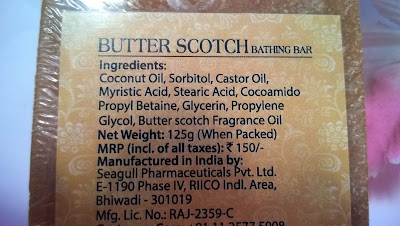 BUTTER SCOTCH BATHING BAR
Ingredients:
Coconut Oil, Sorbitol, Castor Oil,
Myristic Acid, Stearic Acid, Cocoamido
Propyl Betaine, Glycerin, Propylene
Glycol, Butter scotch Fragrance Oil
Net Weight: 125g (When Packed)
MRP (incl. of all taxes): ₹ 150/-
Manufactured in India by:
Seagull Pharmaceuticals Pvt. Ltd.
E-1190 Phase IV, RIICO Indl. Area,
Bhiwadi - 301019
Mfg. Lic. No.: RAJ-2359-C